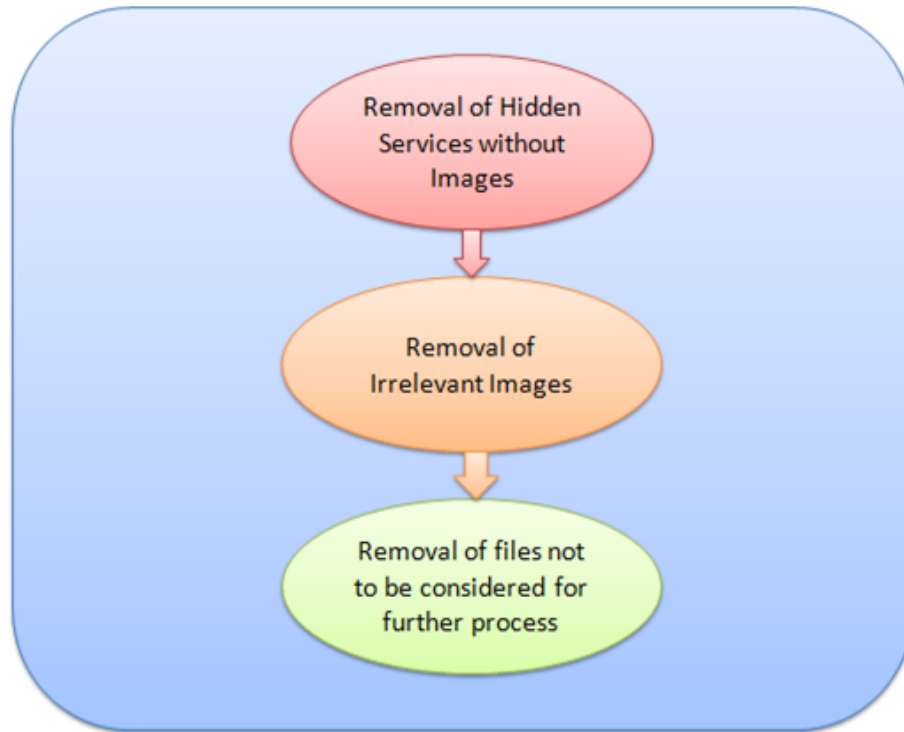 Removal of Hidden
Services without
Images
Removal of
Irrelevant Images
Removal of files not
to be considered for
further process